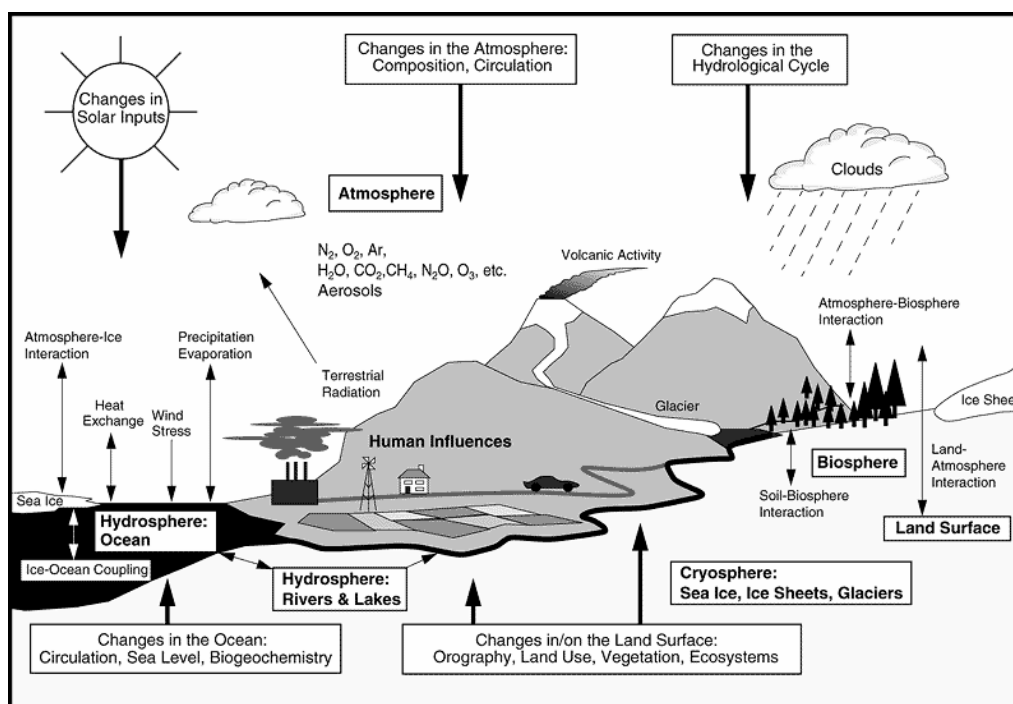 Changes in the Atmosphere:
Composition, Circulation
Changes in the
Hydrological Cycle
Changes in
Solar Inputs
Clouds
Atmosphere
N2, O2, Ar,
H2O, CO2,CH4, N2O, O3, etc.
Aerosols
Volcanic Activity
Atmosphere-Ice
Interaction
Precipitation
Evaporation
Atmosphere-Biosphere
Interaction
Terrestrial
Radiation
Heat
Exchange
Wind
Stress
Glacier
Ice Sheet
Human Influences
Land-
Atmosphere
Interaction
Biosphere
Soil-Biosphere
Interaction
Sea Ice
Hydrosphere:
Ocean
Land Surface
Ice-Ocean Coupling
Hydrosphere:
Rivers & Lakes
Cryosphere:
Sea Ice, Ice Sheets, Glaciers
Changes in the Ocean:
Circulation, Sea Level, Biogeochemistry
Changes in/on the Land Surface:
Orography, Land Use, Vegetation, Ecosystems